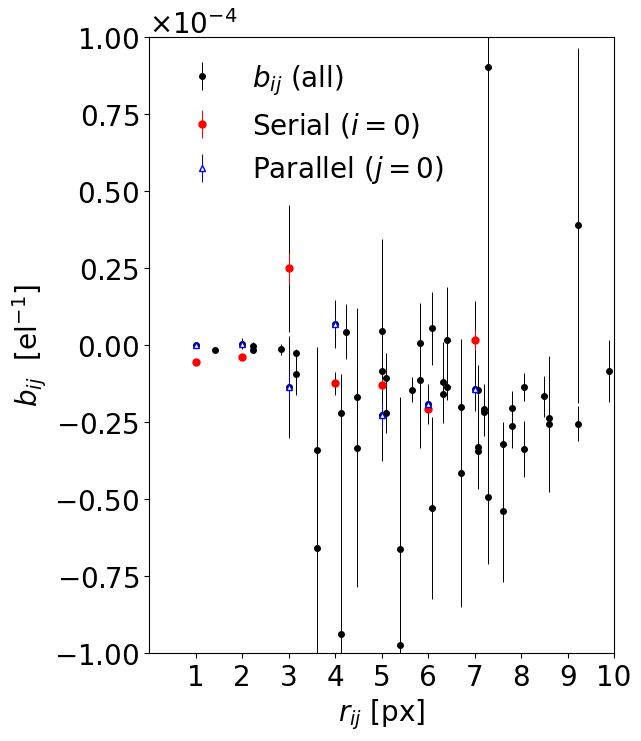 ×10⁻⁴
1.00
0.75
0.50
0.25
0.00
−0.25
−0.50
−0.75
−1.00
b_ij [el⁻¹]
b_ij (all)
Serial (i = 0)
Parallel (j = 0)
1 2 3 4 5 6 7 8 9 10
r_ij [px]